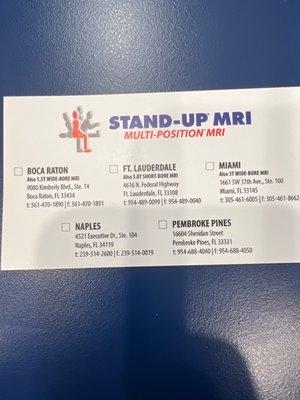 STAND-UP® MRI
MULTI-POSITION™ MRI
BOCA RATON
Also 1.5T WIDE-BORE MRI
9080 Kimberly Blvd., Ste. 14
Boca Raton, FL 33434
t: 561-470-1890 | f: 561-470-1891
FT. LAUDERDALE
Also 3.0T SHORT-BORE MRI
4616 N. Federal Highway
Ft. Lauderdale, FL 33308
t: 954-489-0099 | f: 954-489-0040
MIAMI
Also 3T WIDE-BORE MRI
1661 SW 37th Ave., Ste. 100
Miami, FL 33145
t: 305-461-6005 | f: 305-461-8662
NAPLES
4521 Executive Dr., Ste. 104
Naples, FL 34119
t: 239-514-2600 | f: 239-514-0019
PEMBROKE PINES
16604 Sheridan Street
Pembroke Pines, FL 33331
t: 954-688-4040 | f: 954-688-4050